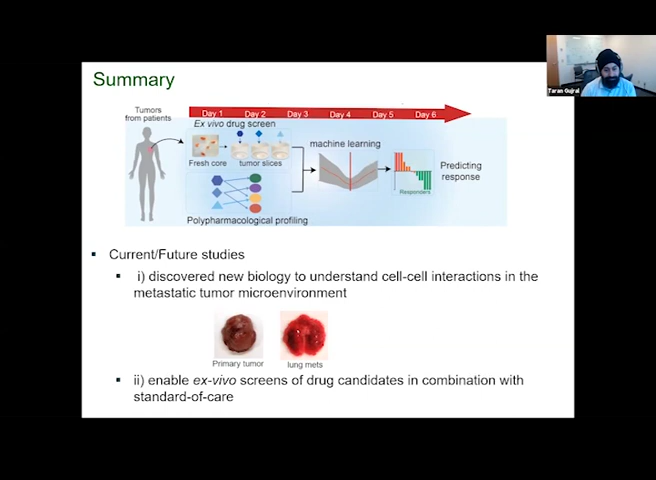 Taran Gujral
Summary
Tumors
from patients
Day 1 Day 2 Day 3 Day 4 Day 5 Day 6
Ex vivo drug screen
Fresh core tumor slices
Polypharmacological profiling
machine learning
Responders
Predicting
response
Current/Future studies
i) discovered new biology to understand cell-cell interactions in the
metastatic tumor microenvironment
Primary tumor lung mets
ii) enable ex-vivo screens of drug candidates in combination with
standard-of-care